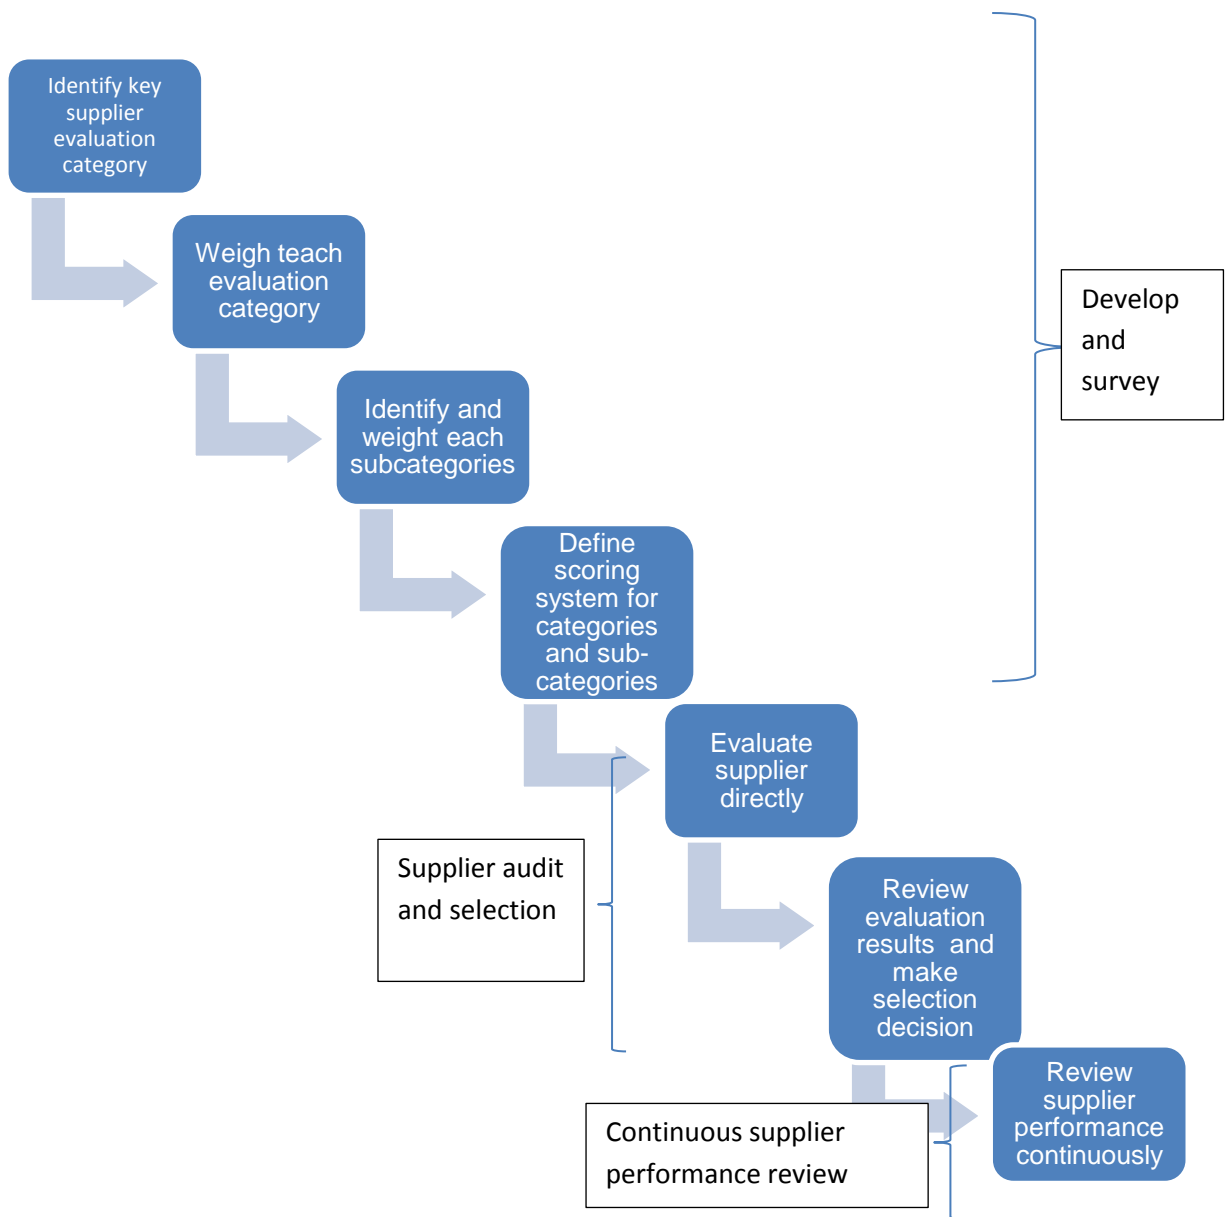 Identify key
supplier
evaluation
category
Weigh teach
evaluation
category
Develop
and
survey
Identify and
weight each
subcategories
Define
scoring
system for
categories
and sub-
categories
Evaluate
supplier
directly
Supplier audit
and selection
Review
evaluation
results and
make
selection
decision
Review
supplier
performance
continuously
Continuous supplier
performance review